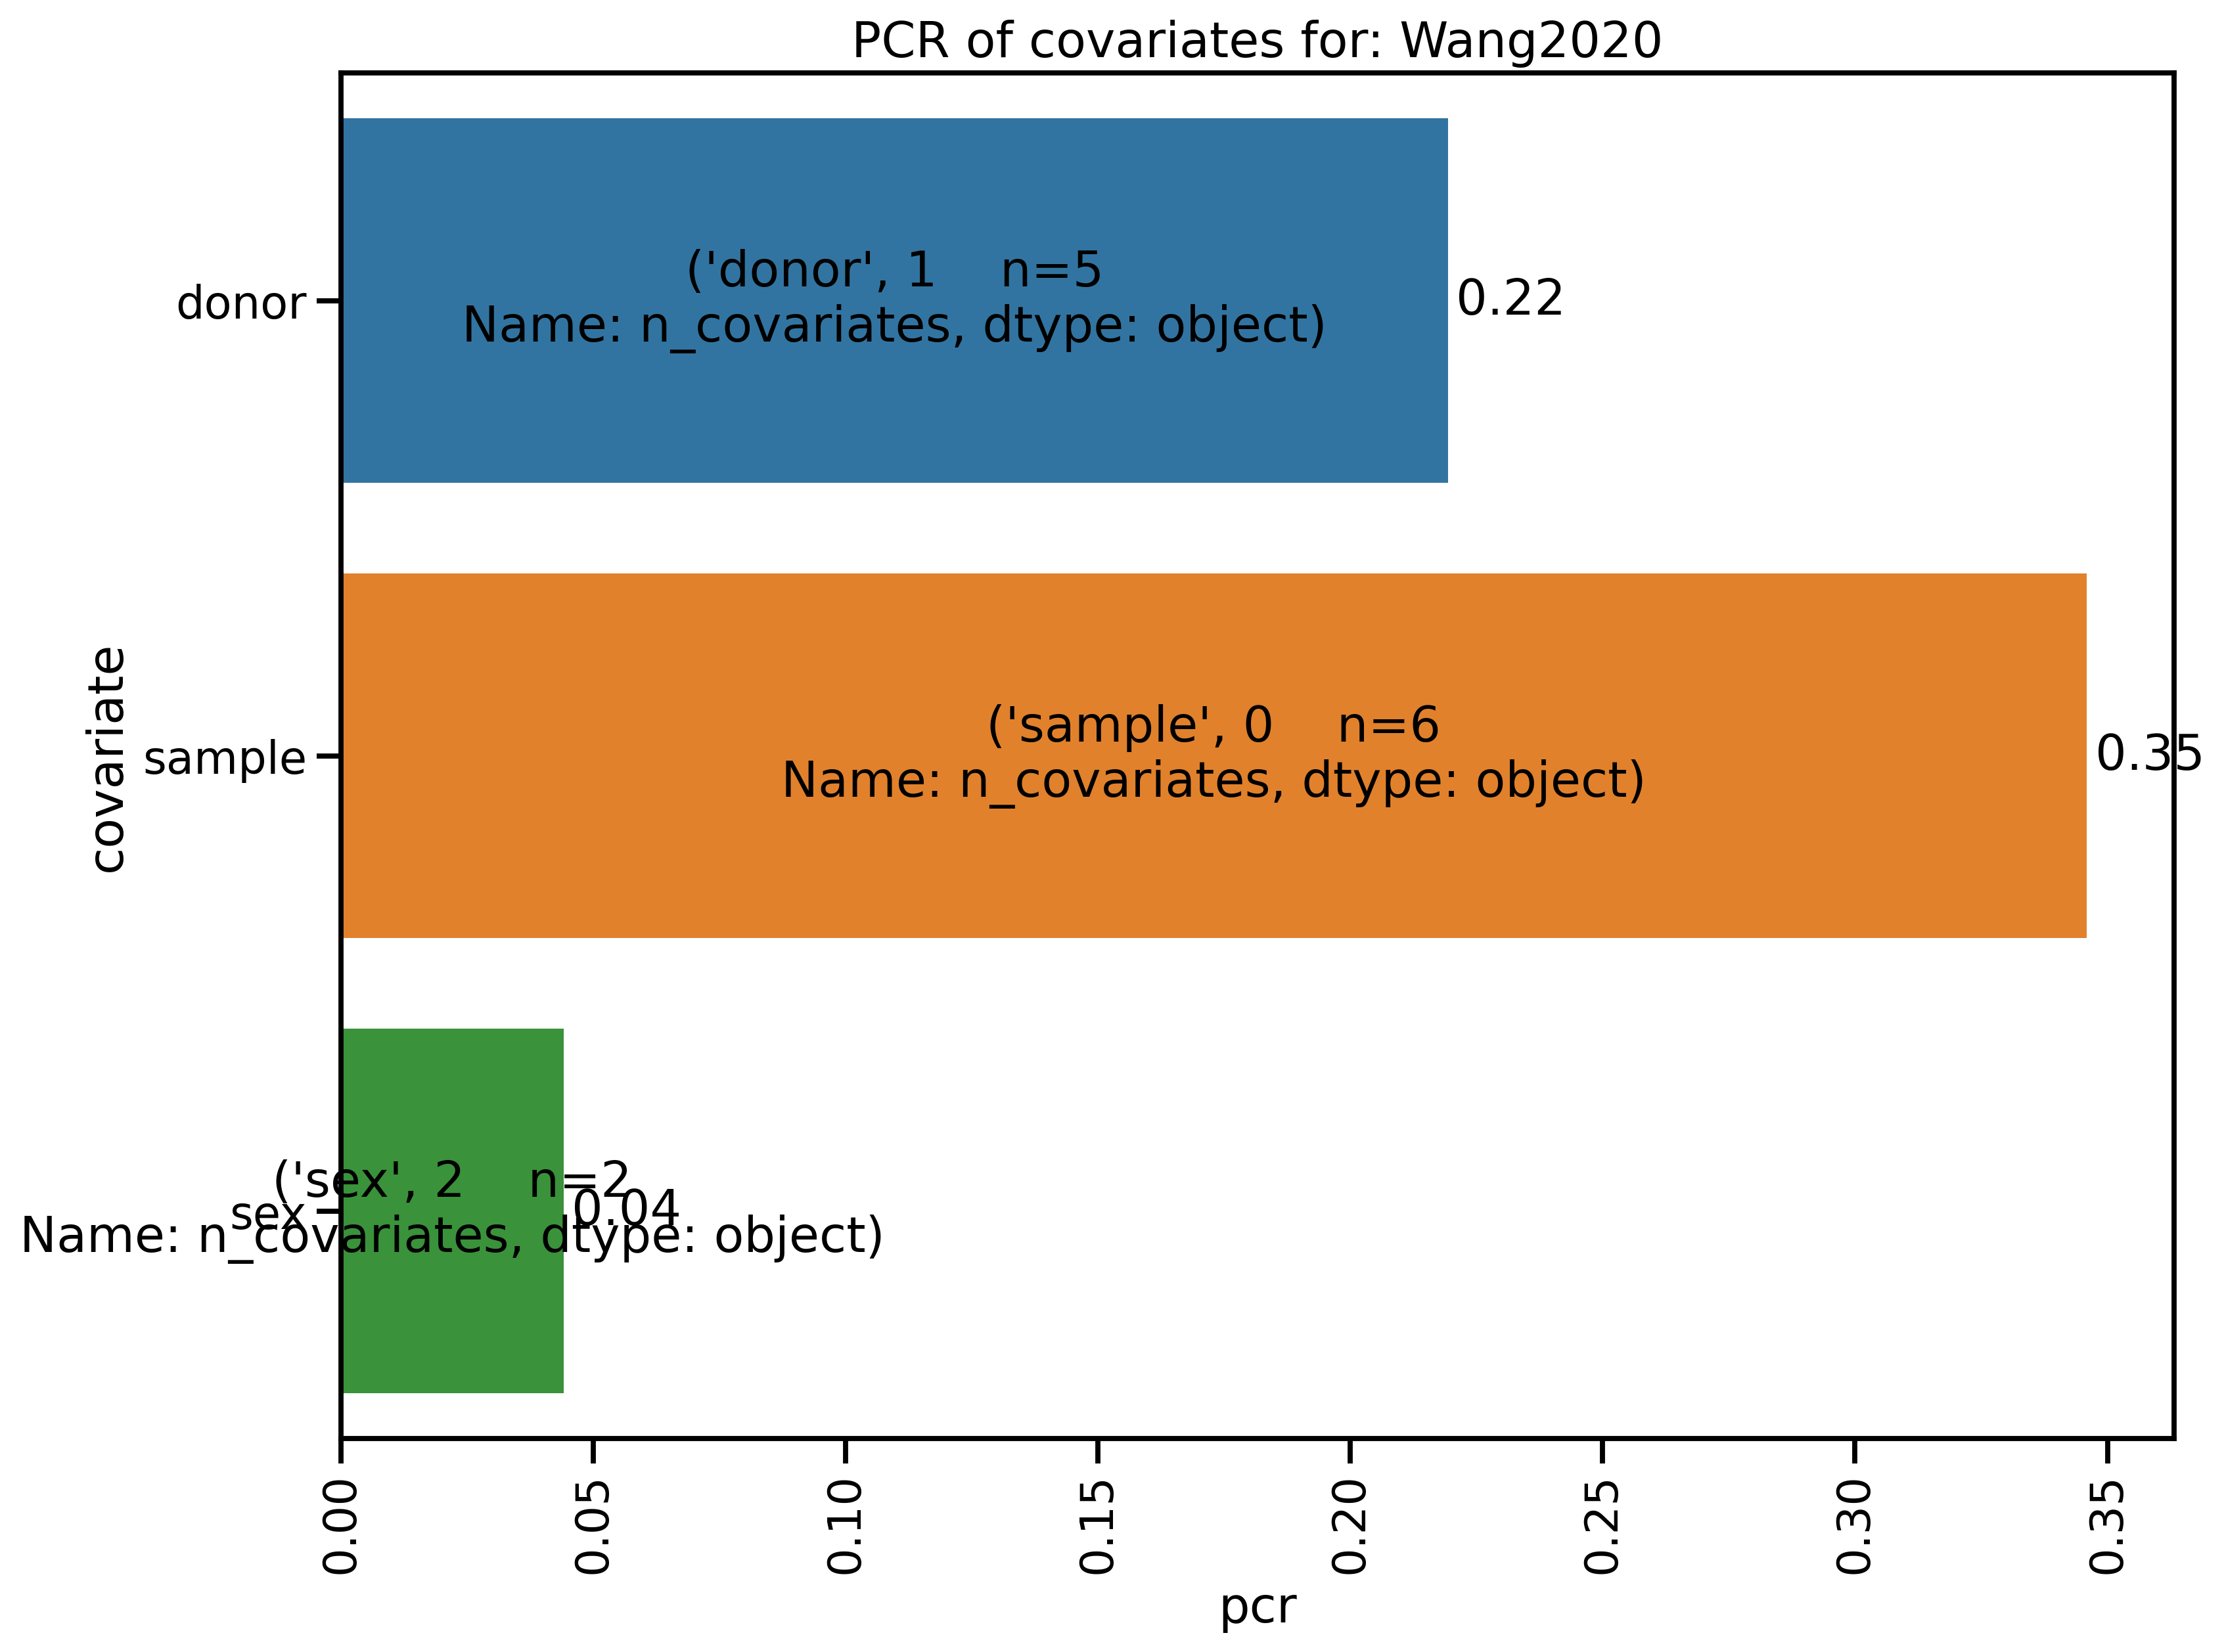 PCR of covariates for: Wang2020
covariate
donor
('donor', 1    n=5
Name: n_covariates, dtype: object)
0.22
sample
('sample', 0    n=6
Name: n_covariates, dtype: object)
0.35
sex
('sex', 2    n=2
Name: n_covariates, dtype: object)
0.04
0.00
0.05
0.10
0.15
0.20
0.25
0.30
0.35
pcr